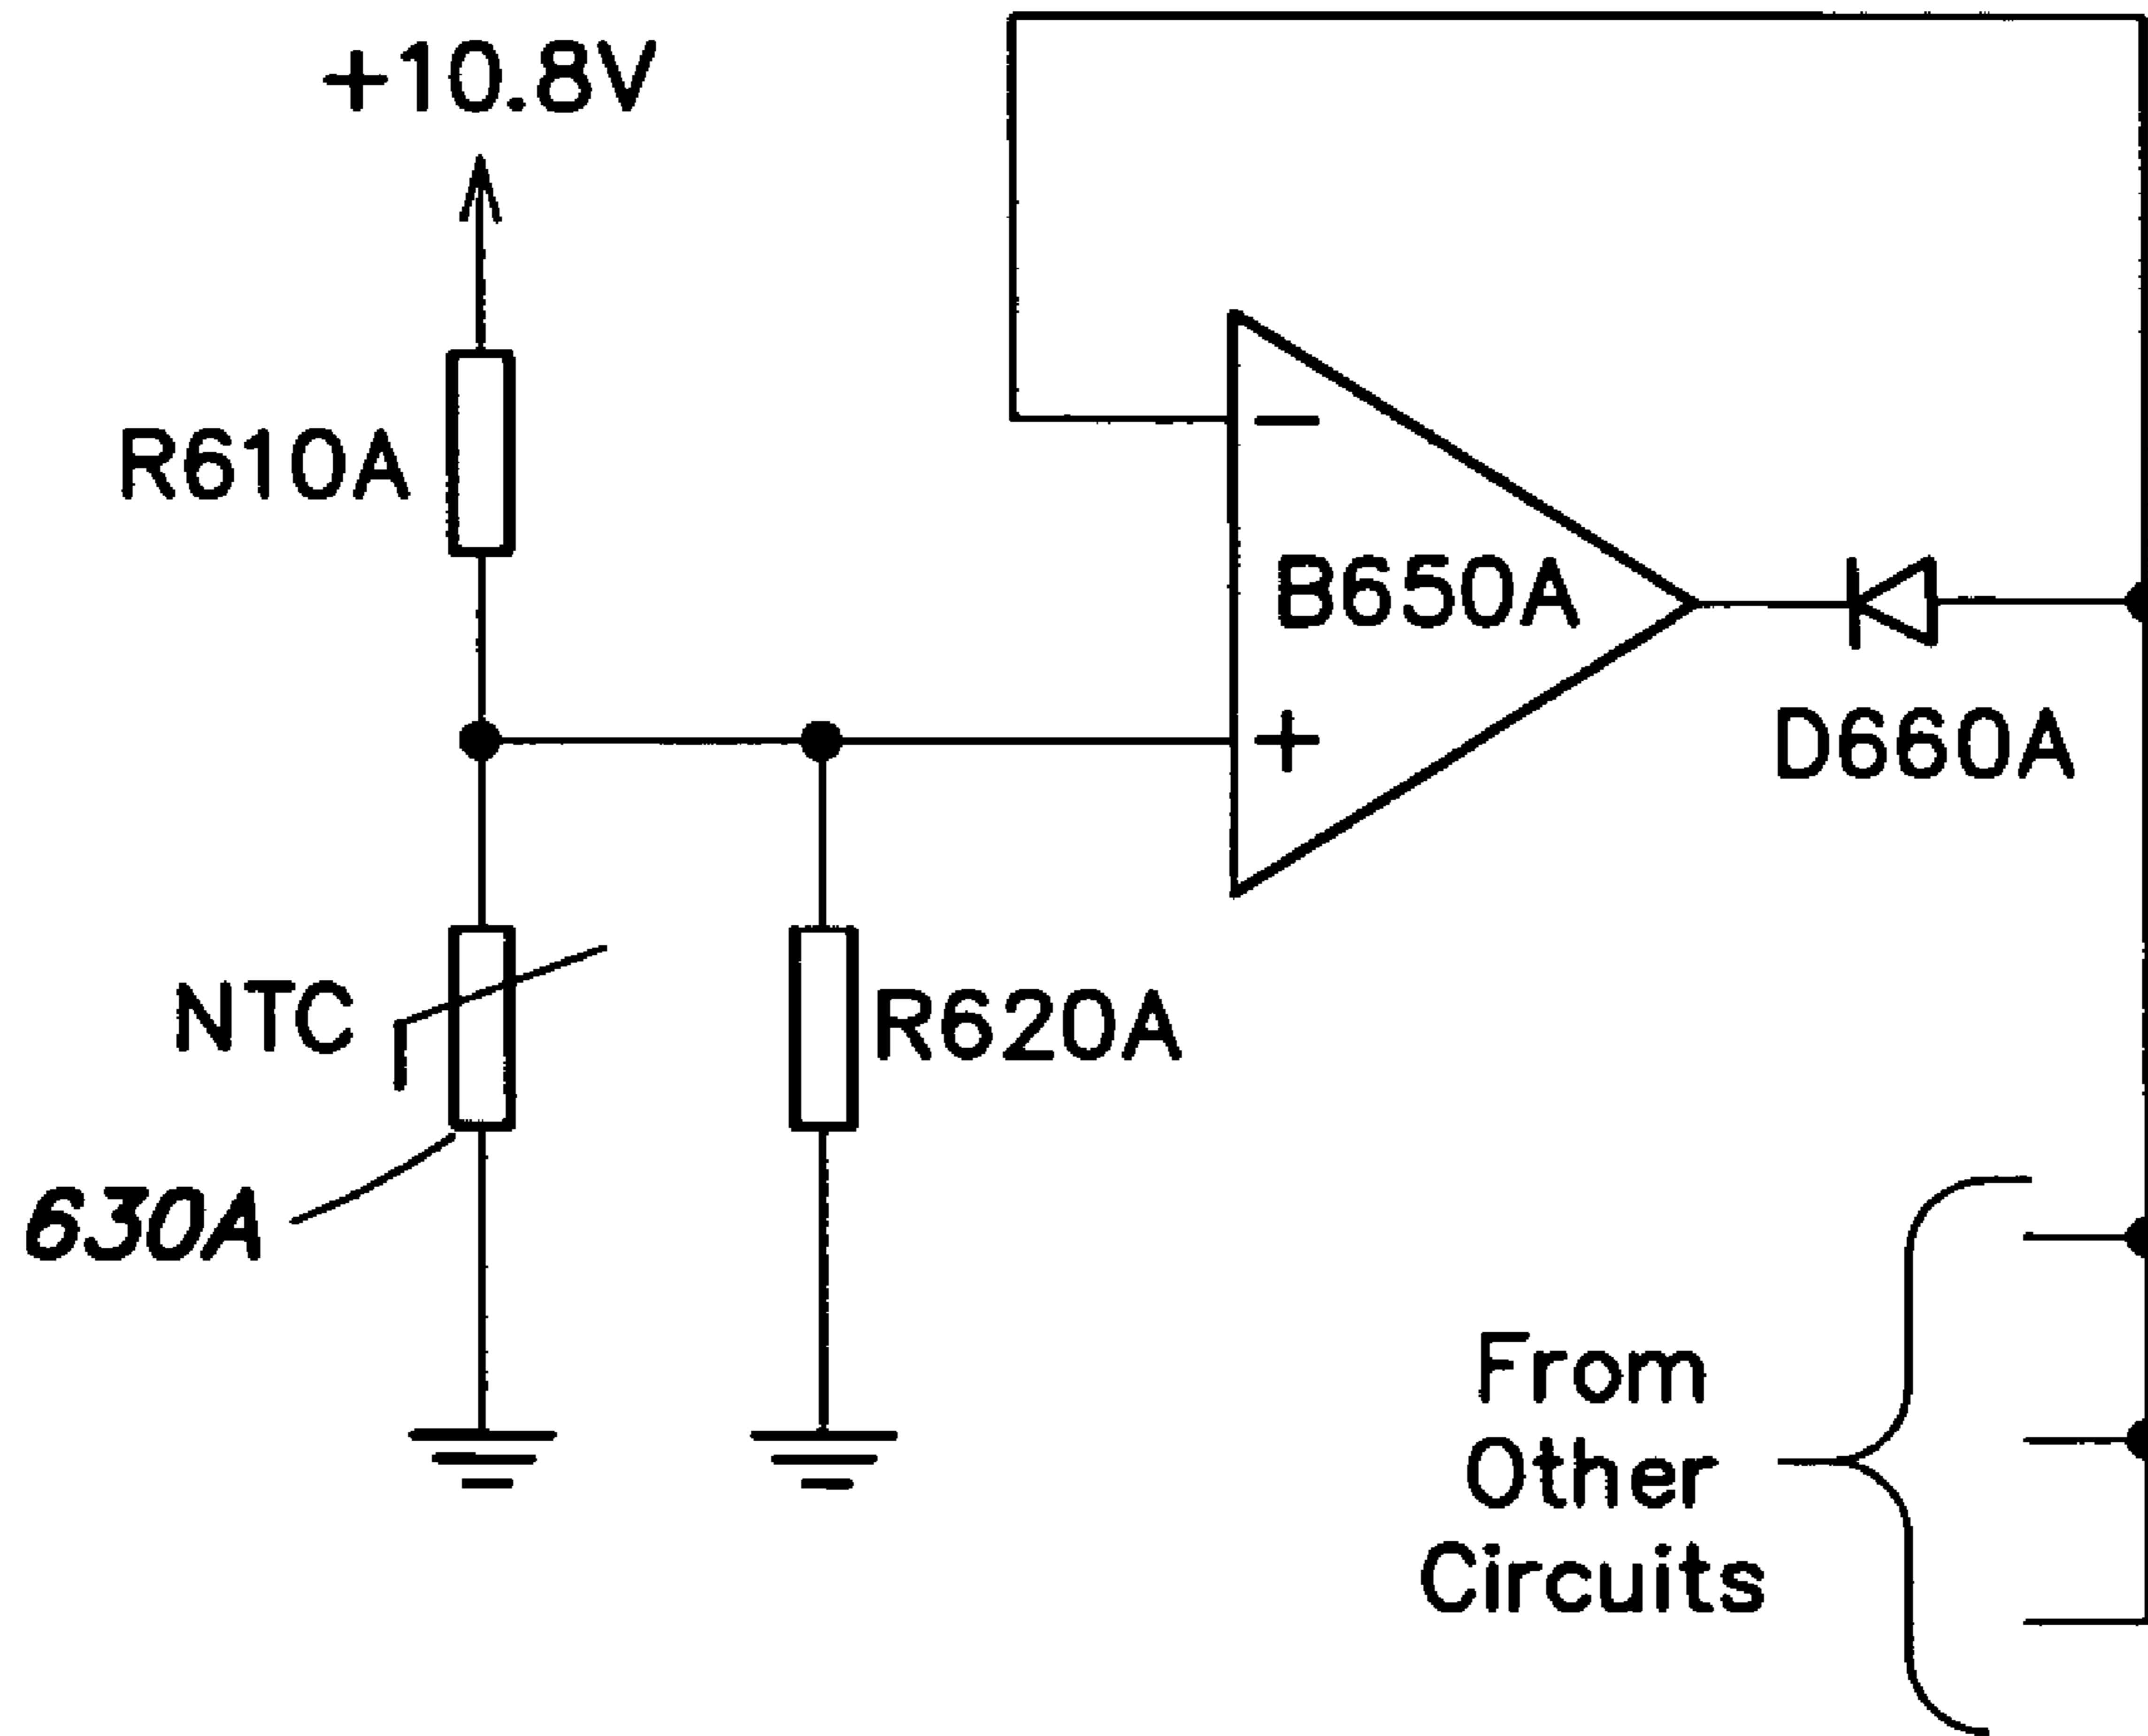 +10.8V
R610A
−
B650A
+
D660A
NTC
R620A
630A
From
Other
Circuits